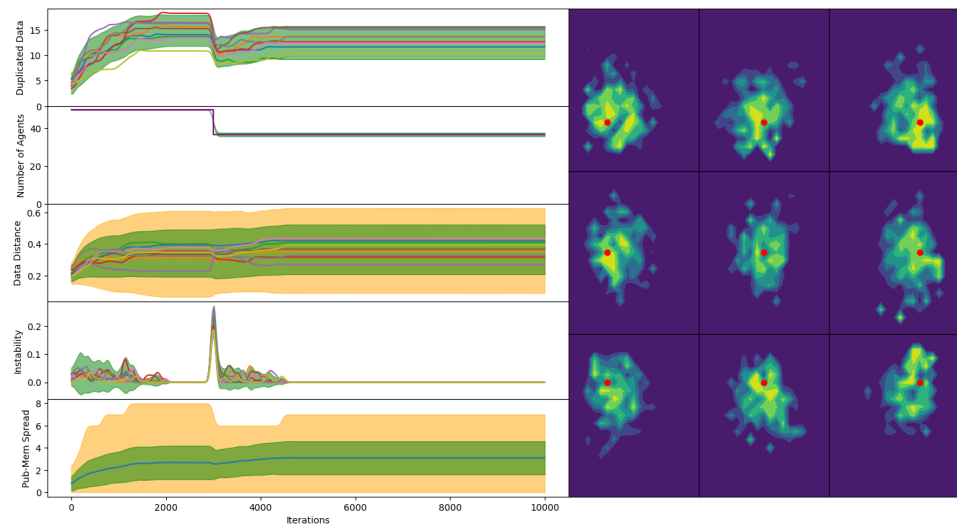 Duplicated Data
15
10
5
0
Number of Agents
40
20
0
Data Distance
0.6
0.4
0.2
Instability
0.2
0.1
0.0
Pub-Mem Spread
8
6
4
2
0
0 2000 4000 6000 8000 10000
Iterations